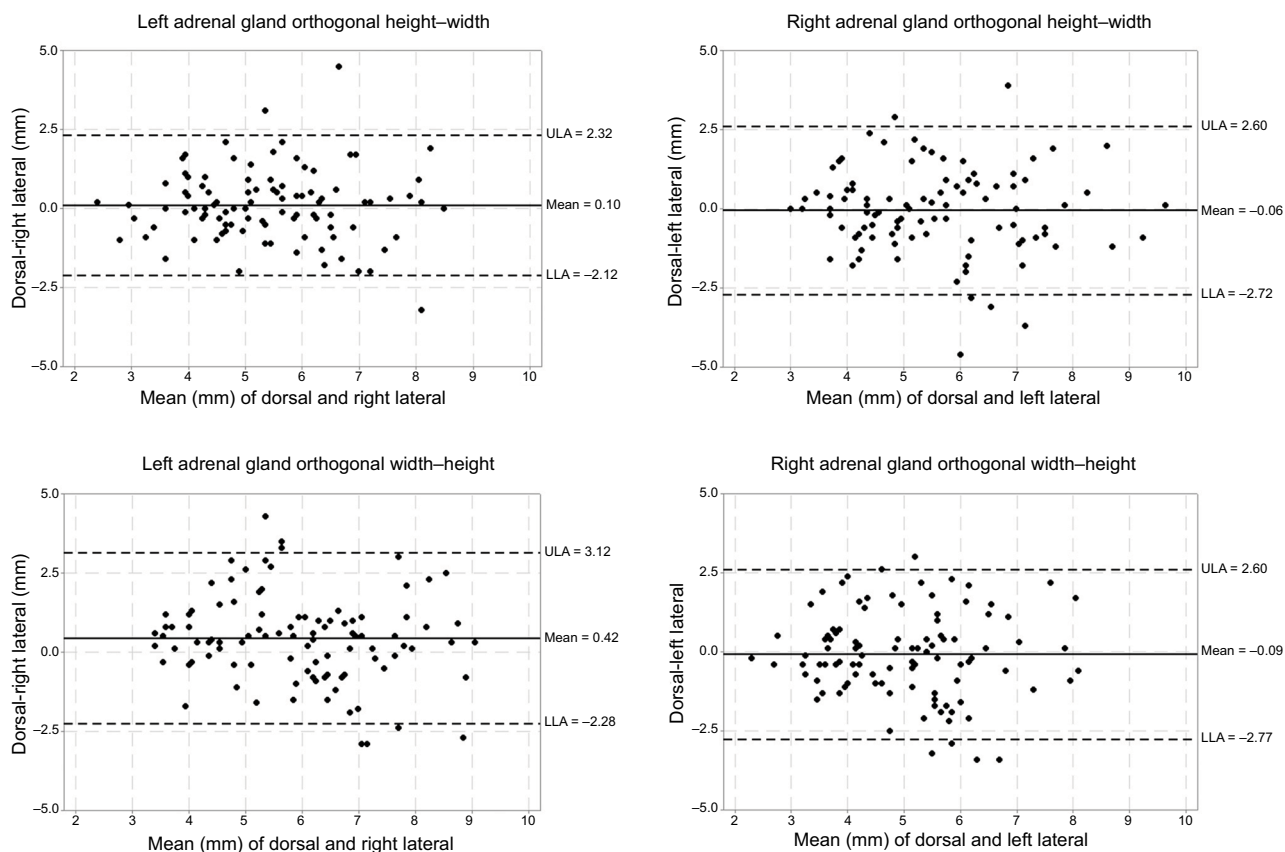 Left adrenal gland orthogonal height–width
5.0
2.5
0.0
–2.5
–5.0
Dorsal-right lateral (mm)
ULA = 2.32
Mean = 0.10
LLA = –2.12
2 3 4 5 6 7 8 9 10
Mean (mm) of dorsal and right lateral
Right adrenal gland orthogonal height–width
5.0
2.5
0.0
–2.5
–5.0
Dorsal-left lateral (mm)
ULA = 2.60
Mean = –0.06
LLA = –2.72
2 3 4 5 6 7 8 9 10
Mean (mm) of dorsal and left lateral
Left adrenal gland orthogonal width–height
5.0
2.5
0.0
–2.5
–5.0
Dorsal-right lateral (mm)
ULA = 3.12
Mean = 0.42
LLA = –2.28
2 3 4 5 6 7 8 9 10
Mean (mm) of dorsal and right lateral
Right adrenal gland orthogonal width–height
5.0
2.5
0.0
–2.5
–5.0
Dorsal-left lateral
ULA = 2.60
Mean = –0.09
LLA = –2.77
2 3 4 5 6 7 8 9 10
Mean (mm) of dorsal and left lateral